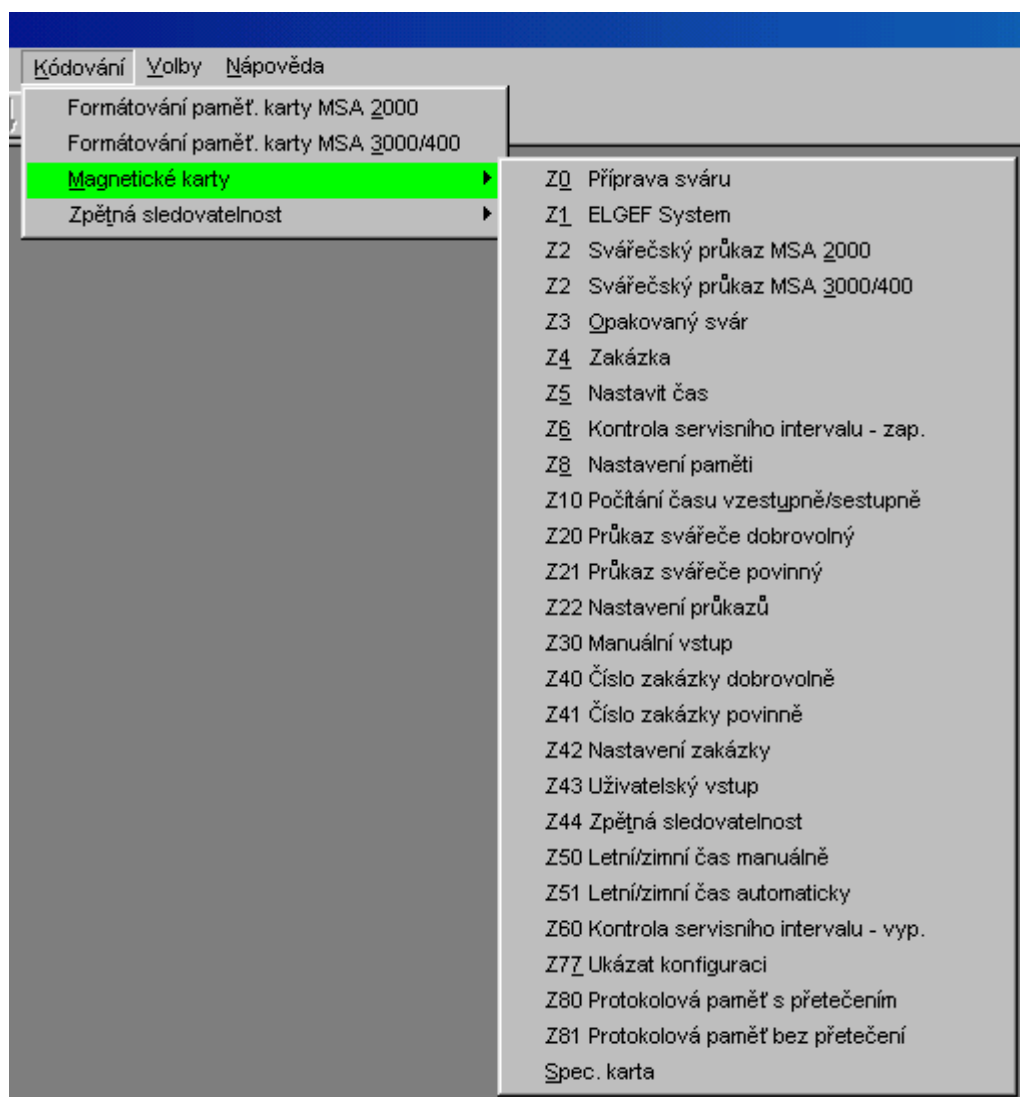 Kódování Volby Nápověda
Formátování paměť. karty MSA 2000
Formátování paměť. karty MSA 3000/400
Magnetické karty
Zpětná sledovatelnost
Z0 Příprava sváru
Z1 ELGEF System
Z2 Svářečský průkaz MSA 2000
Z2 Svářečský průkaz MSA 3000/400
Z3 Opakovaný svár
Z4 Zakázka
Z5 Nastavit čas
Z6 Kontrola servisního intervalu - zap.
Z8 Nastavení paměti
Z10 Počítání času vzestupně/sestupně
Z20 Průkaz svářeče dobrovolný
Z21 Průkaz svářeče povinný
Z22 Nastavení průkazů
Z30 Manuální vstup
Z40 Číslo zakázky dobrovolně
Z41 Číslo zakázky povinně
Z42 Nastavení zakázky
Z43 Uživatelský vstup
Z44 Zpětná sledovatelnost
Z50 Letní/zimní čas manuálně
Z51 Letní/zimní čas automaticky
Z60 Kontrola servisního intervalu - vyp.
Z77 Ukázat konfiguraci
Z80 Protokolová paměť s přetečením
Z81 Protokolová paměť bez přetečení
Spec. karta